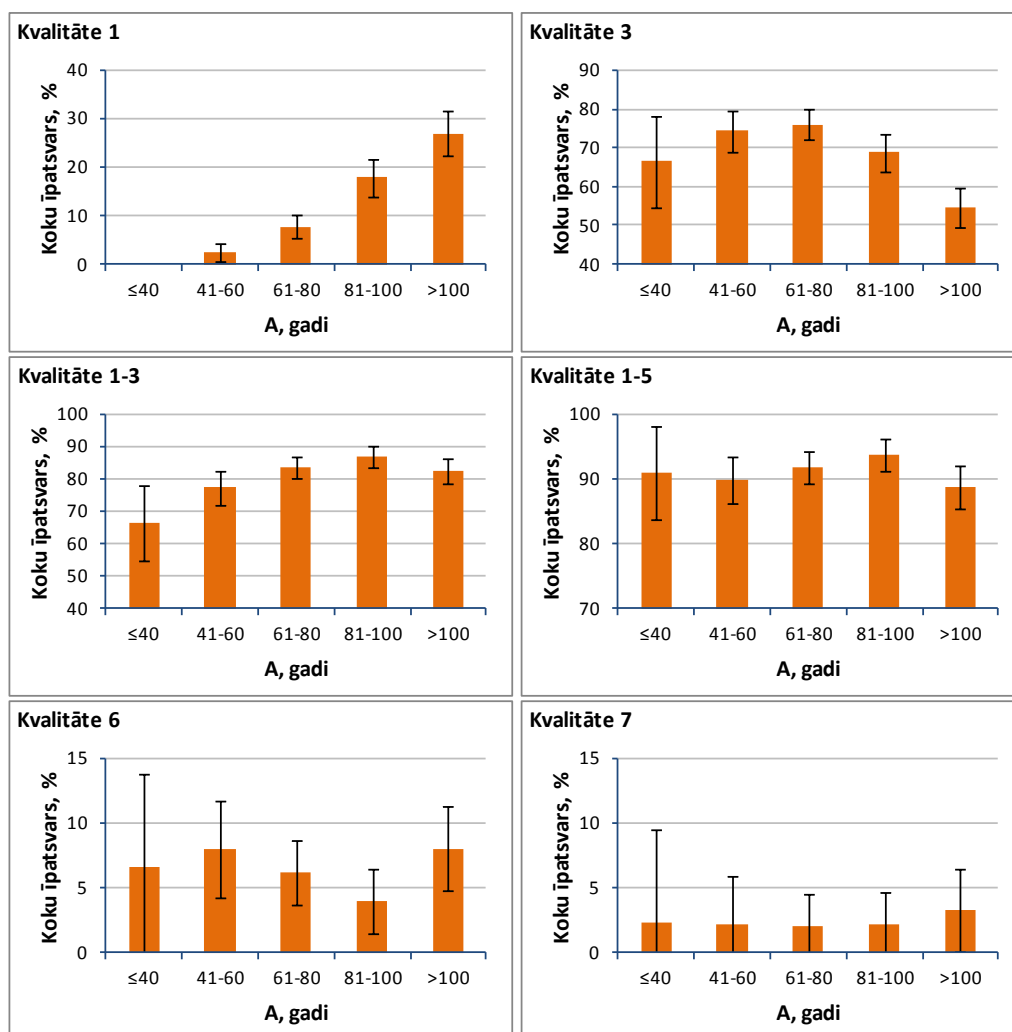 Kvalitāte 1
Koku īpatsvars, %
40
30
20
10
0
≤40 41-60 61-80 81-100 >100
A, gadi
Kvalitāte 3
Koku īpatsvars, %
90
80
70
60
50
40
≤40 41-60 61-80 81-100 >100
A, gadi
Kvalitāte 1-3
Koku īpatsvars, %
100
90
80
70
60
50
40
≤40 41-60 61-80 81-100 >100
A, gadi
Kvalitāte 1-5
Koku īpatsvars, %
100
90
80
70
≤40 41-60 61-80 81-100 >100
A, gadi
Kvalitāte 6
Koku īpatsvars, %
15
10
5
0
≤40 41-60 61-80 81-100 >100
A, gadi
Kvalitāte 7
Koku īpatsvars, %
15
10
5
0
≤40 41-60 61-80 81-100 >100
A, gadi